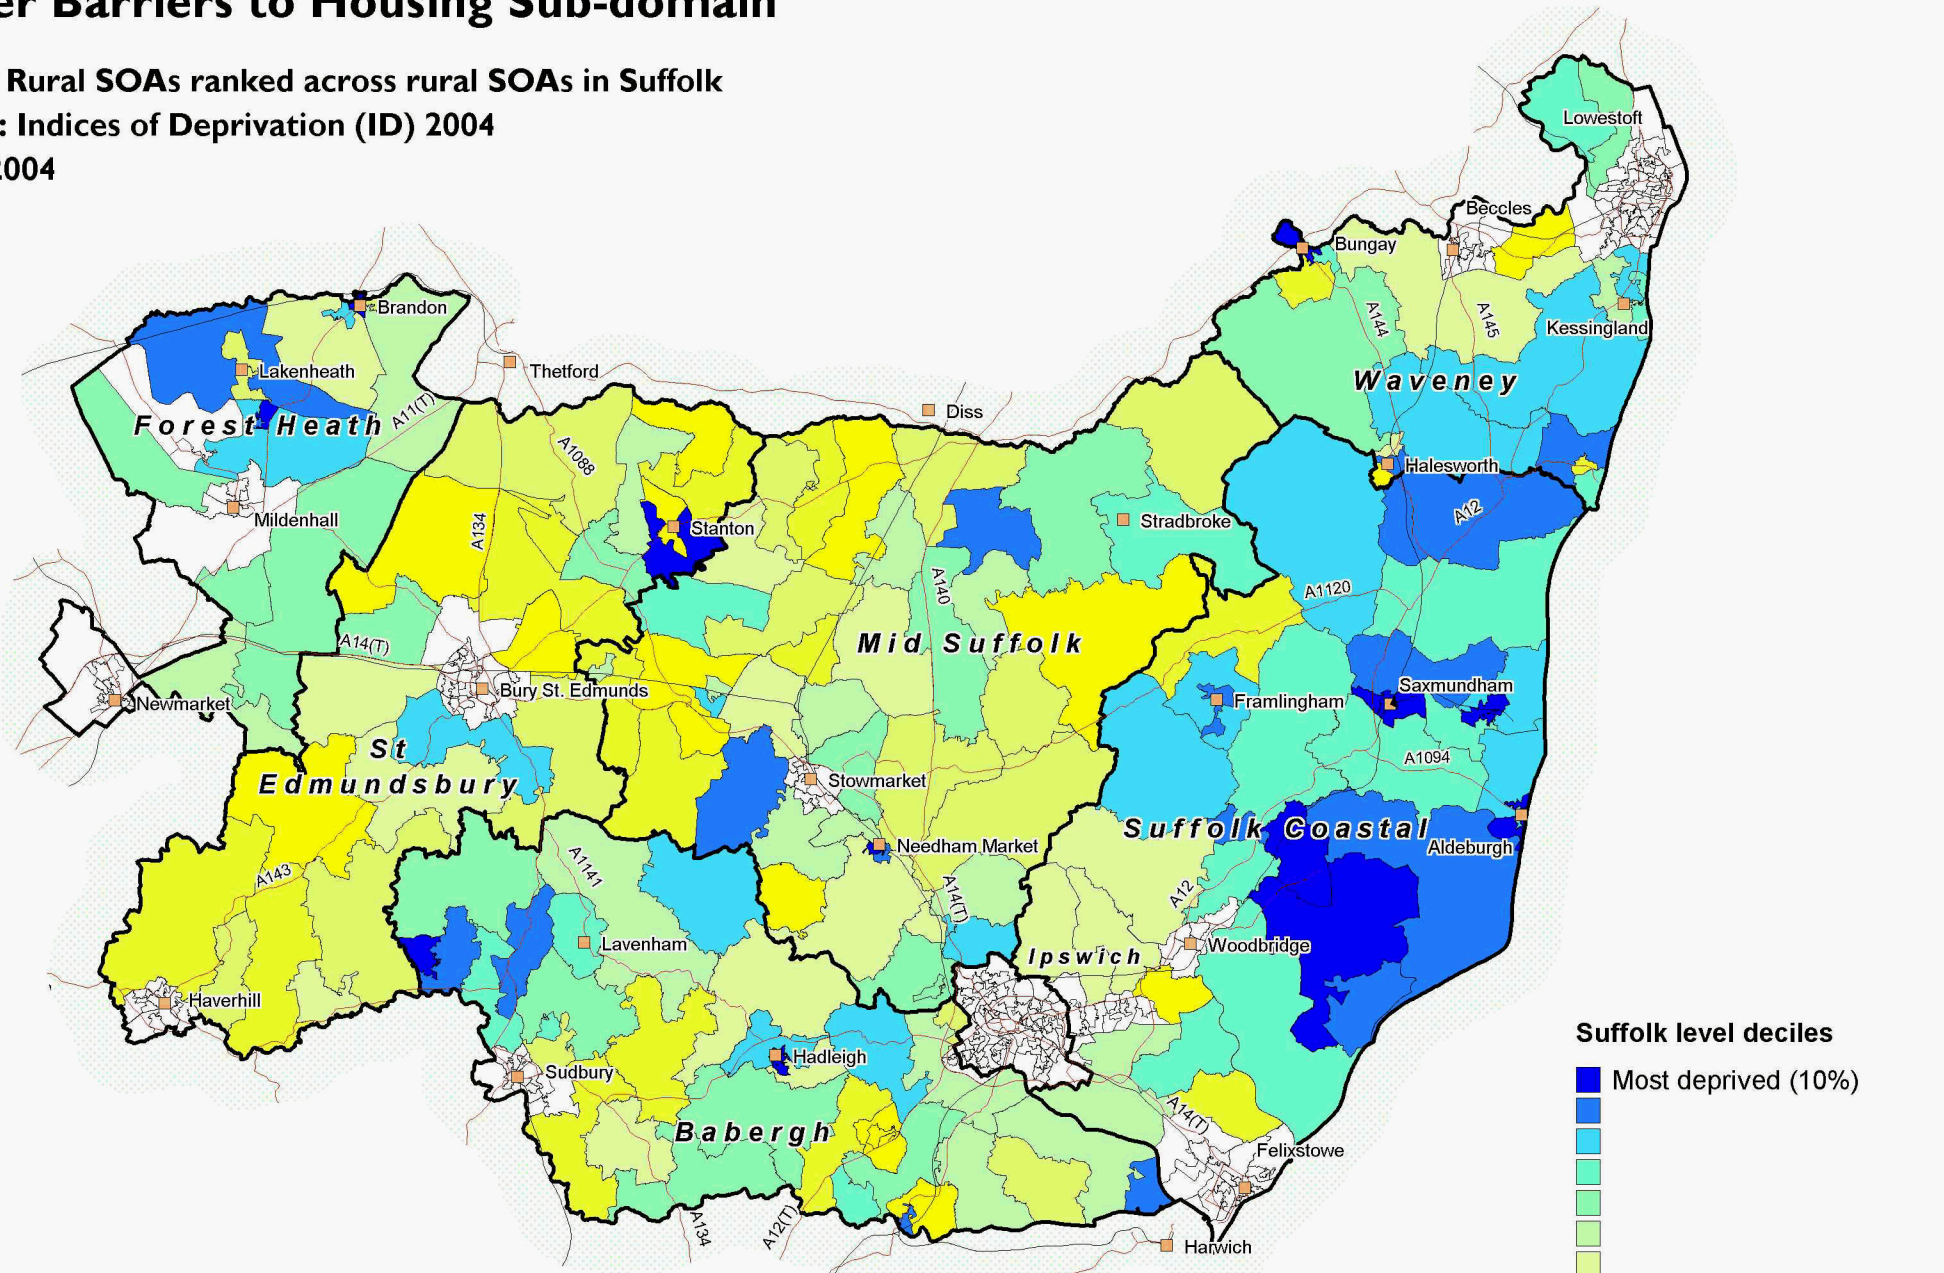 er Barriers to Housing Sub-domain
Rural SOAs ranked across rural SOAs in Suffolk
: Indices of Deprivation (ID) 2004
2004
Lowestoft
Beccles
Bungay
Brandon
A144
A145
Kessingland
Lakenheath
Thetford
Waveney
A11(T)
Diss
Forest Heath
A1088
Halesworth
A12
Mildenhall
A134
Stanton
Stradbroke
A140
A1120
A14(T)
Mid Suffolk
Bury St. Edmunds
Saxmundham
Newmarket
Framlingham
St
Edmundsbury
A1094
Stowmarket
Suffolk Coastal
Needham Market
Aldeburgh
A143
A1141
A14(T)
A12
Lavenham
Woodbridge
Ipswich
Haverhill
Suffolk level deciles
Hadleigh
Sudbury
Most deprived (10%)
A14(T)
Babergh
Felixstowe
A134
A12(T)
Harwich